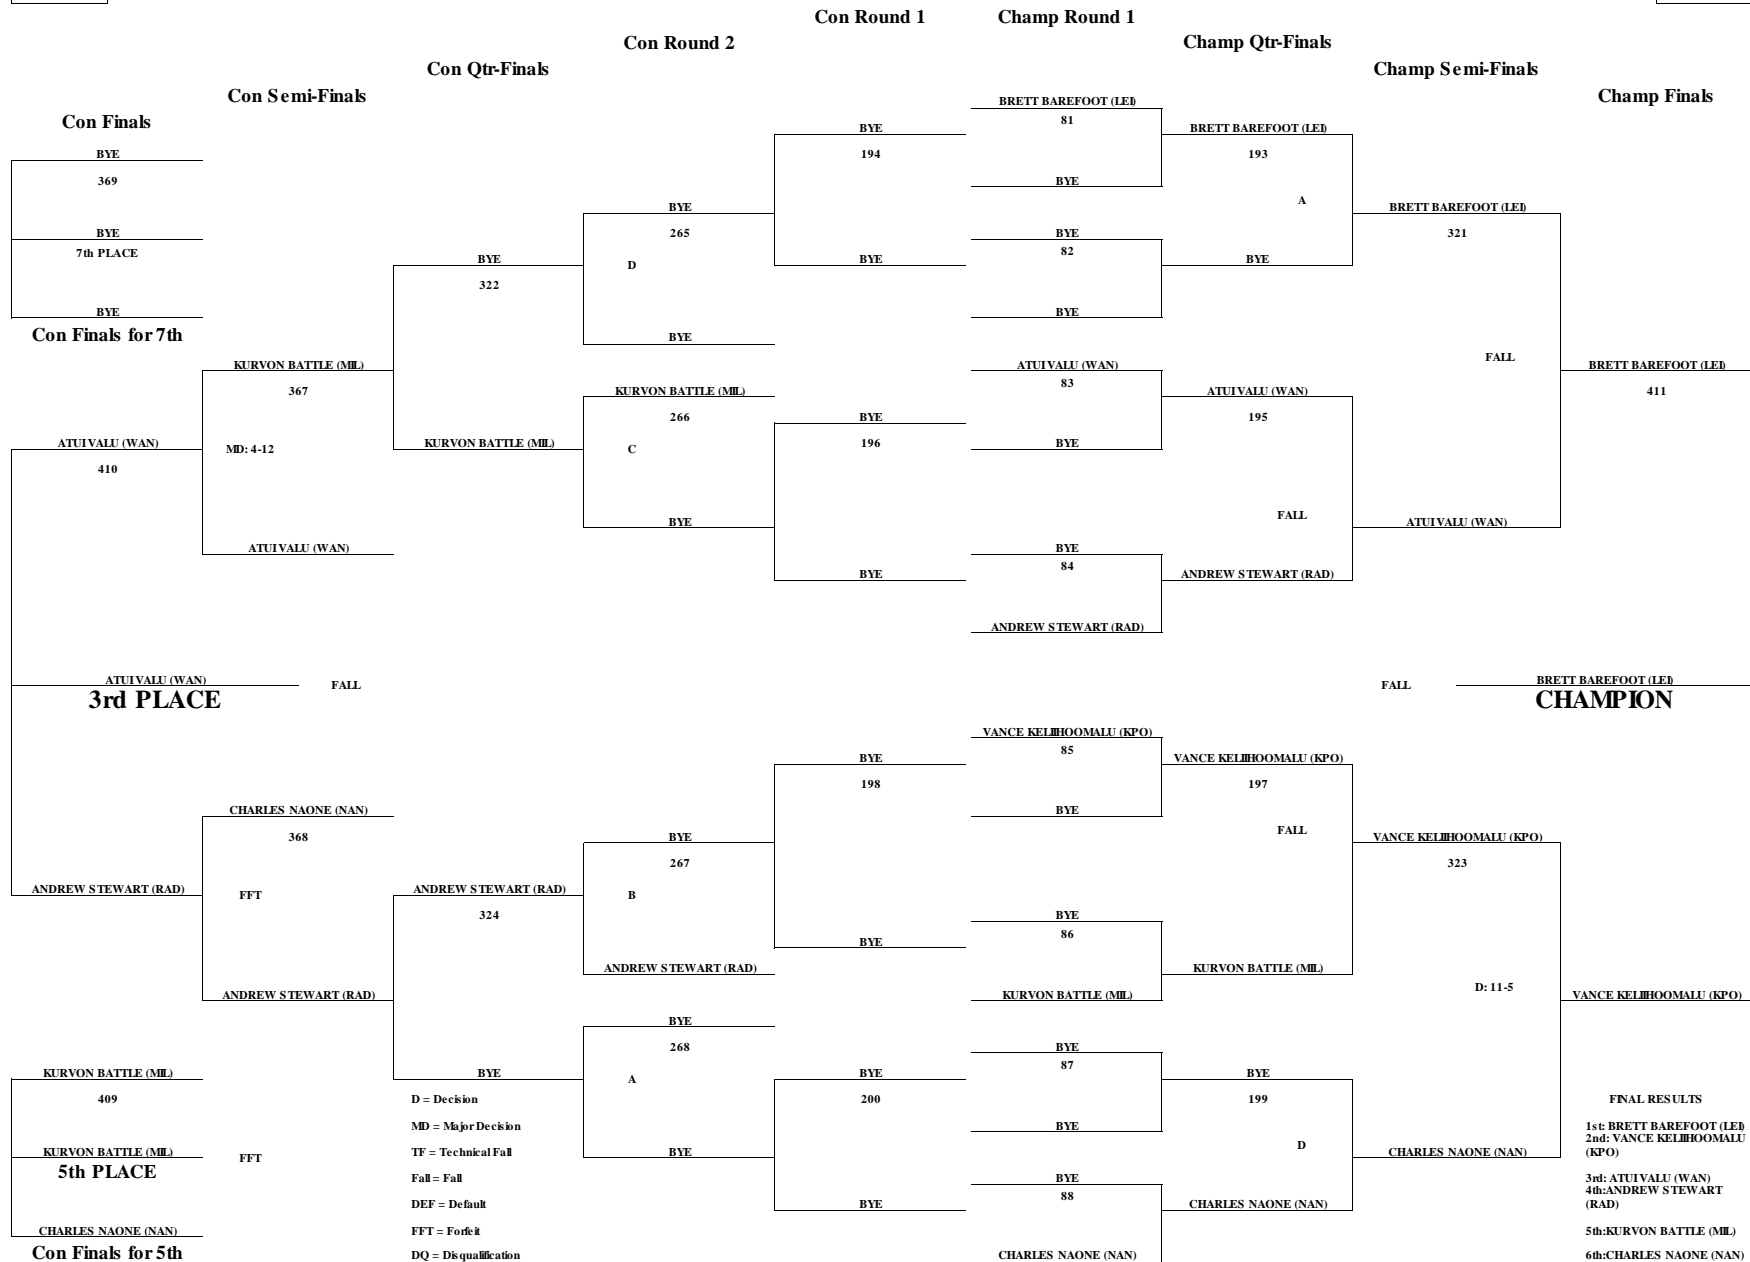 Con Round 1
Champ Round 1
Con Round 2
Champ Qtr-Finals
Con Qtr-Finals
Champ Semi-Finals
Con Semi-Finals
Champ Finals
Con Finals
BYE
369
BYE
7th PLACE
BYE
Con Finals for 7th
ATUI VALU (WAN)
410
ATUI VALU (WAN)
3rd PLACE
FALL
ANDREW STEWART (RAD)
KURVON BATTLE (MIL)
409
KURVON BATTLE (MIL)
5th PLACE
FFT
CHARLES NAONE (NAN)
Con Finals for 5th
KURVON BATTLE (MIL)
367
MD: 4-12
ATUI VALU (WAN)
CHARLES NAONE (NAN)
368
FFT
ANDREW STEWART (RAD)
BYE
322
KURVON BATTLE (MIL)
ANDREW STEWART (RAD)
324
BYE
D = Decision
MD = Major Decision
TF = Technical Fall
Fall = Fall
DEF = Default
FFT = Forfeit
DQ = Disqualification
BYE
265
D
BYE
KURVON BATTLE (MIL)
266
C
BYE
BYE
267
B
ANDREW STEWART (RAD)
BYE
268
A
BYE
BYE
194
BYE
BYE
196
BYE
BYE
198
BYE
BYE
200
BYE
BRETT BAREFOOT (LEI)
81
BYE
BYE
82
BYE
ATUI VALU (WAN)
83
BYE
BYE
84
ANDREW STEWART (RAD)
VANCE KELIIHOOMALU (KPO)
85
BYE
BYE
86
KURVON BATTLE (MIL)
BYE
87
BYE
BYE
88
CHARLES NAONE (NAN)
BRETT BAREFOOT (LEI)
193
A
BYE
ATUI VALU (WAN)
195
FALL
ANDREW STEWART (RAD)
VANCE KELIIHOOMALU (KPO)
197
FALL
KURVON BATTLE (MIL)
BYE
199
D
CHARLES NAONE (NAN)
BRETT BAREFOOT (LEI)
321
FALL
ATUI VALU (WAN)
VANCE KELIIHOOMALU (KPO)
323
D: 11-5
CHARLES NAONE (NAN)
BRETT BAREFOOT (LEI)
411
FALL
BRETT BAREFOOT (LEI)
CHAMPION
VANCE KELIIHOOMALU (KPO)
FINAL RESULTS
1st: BRETT BAREFOOT (LEI)
2nd: VANCE KELIIHOOMALU
(KPO)
3rd: ATUI VALU (WAN)
4th:ANDREW STEWART
(RAD)
5th:KURVON BATTLE (MIL)
6th:CHARLES NAONE (NAN)